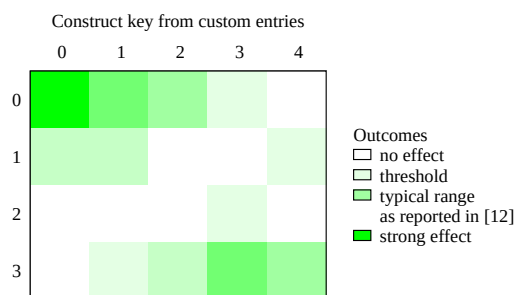 Construct key from custom entries
0 1 2 3 4
0
1
2
3
Outcomes
no effect
threshold
typical range
as reported in [12]
strong effect